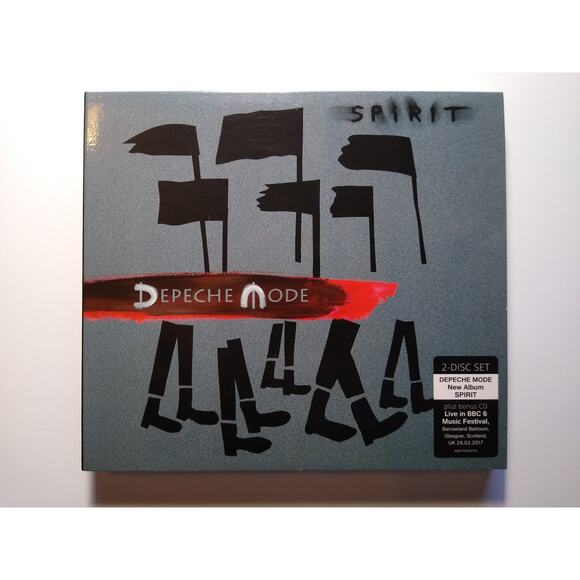 SPIRIT
DEPECHE MODE
2-DISC SET
DEPECHE MODE
New Album
SPIRIT
plus bonus CD
Live in BBC 6
Music Festival,
Barrowland Ballroom,
Glasgow, Scotland,
UK 26.03.2017